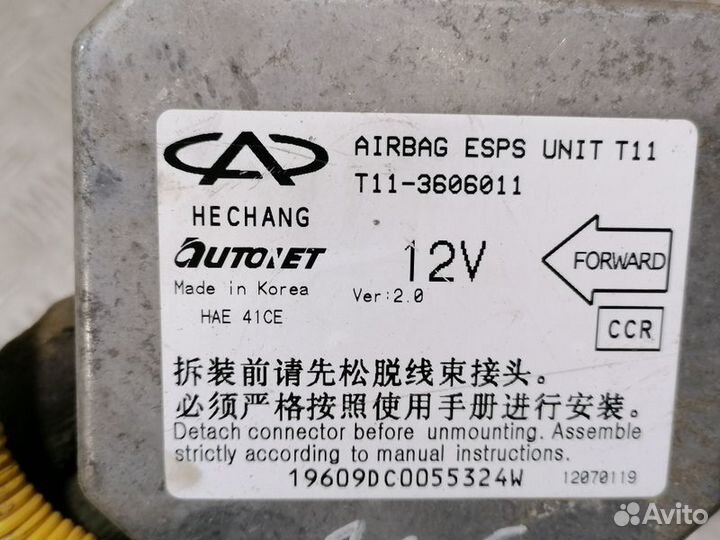 AIRBAG ESPS UNIT T11
T11-3606011
HECHANG
AUTONET
Made in Korea
HAE 41CE
12V
Ver:2.0
FORWARD
CCR
拆装前请先松脱线束接头。
必须严格按照使用手册进行安装。
Detach connector before unmounting. Assemble
strictly according to manual instructions.
19609DC0055324W
12070119
Avito